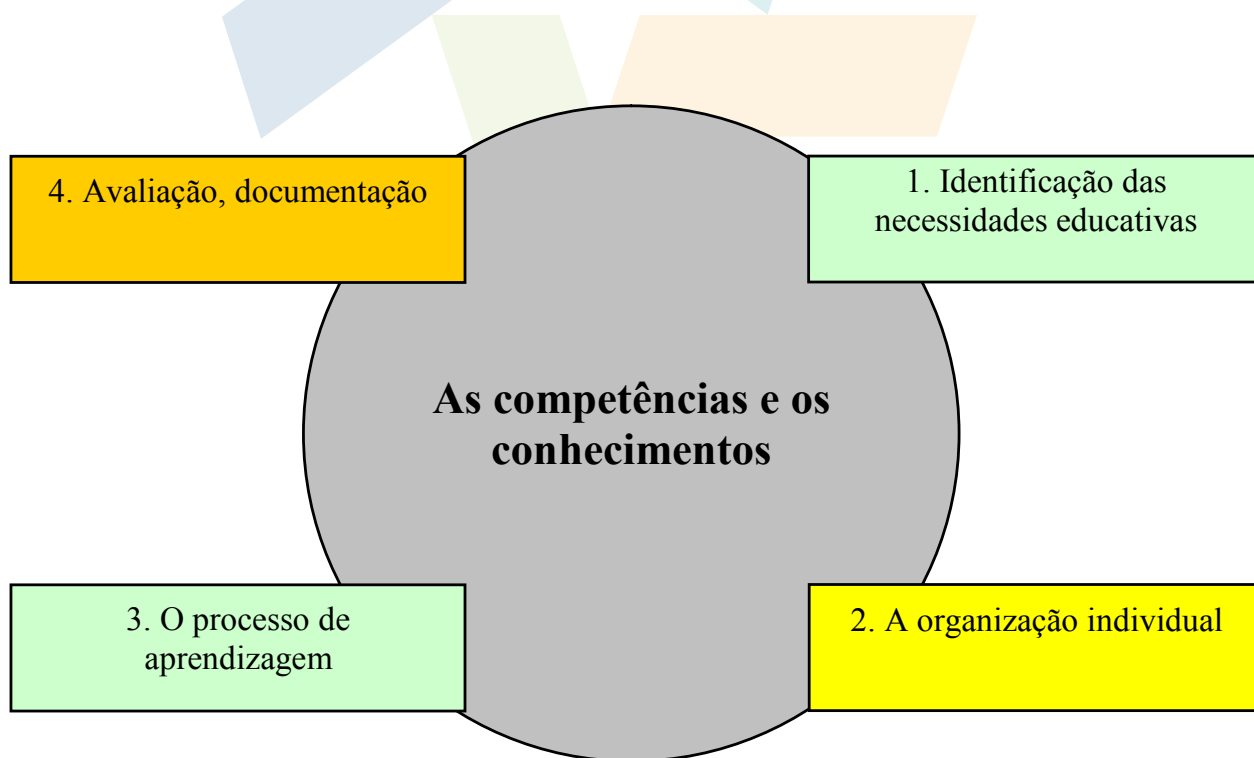 4. Avaliação, documentação
1. Identificação das
necessidades educativas
As competências e os
conhecimentos
3. O processo de
aprendizagem
2. A organização individual